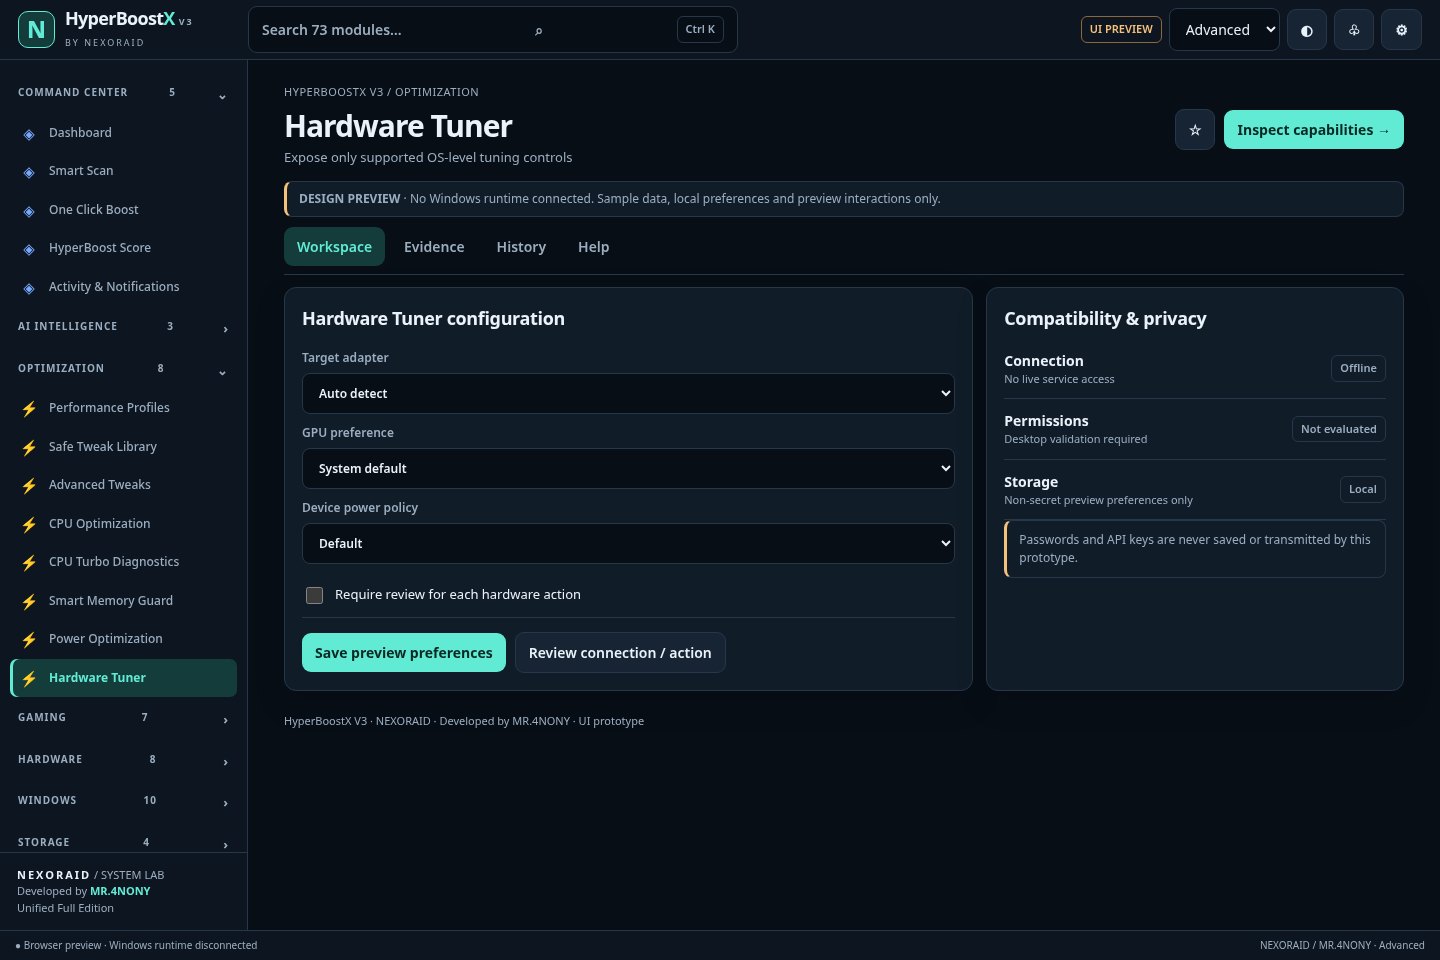 N HyperBoostX V3
BY NEXORAID
Search 73 modules...
Ctrl K
UI PREVIEW
Advanced
COMMAND CENTER 5
Dashboard
Smart Scan
One Click Boost
HyperBoost Score
Activity & Notifications
AI INTELLIGENCE 3
OPTIMIZATION 8
Performance Profiles
Safe Tweak Library
Advanced Tweaks
CPU Optimization
CPU Turbo Diagnostics
Smart Memory Guard
Power Optimization
Hardware Tuner
GAMING 7
HARDWARE 8
WINDOWS 10
STORAGE 4
NEXORAID / SYSTEM LAB
Developed by MR.4NONY
Unified Full Edition
HYPERBOOSTX V3 / OPTIMIZATION
Hardware Tuner
Expose only supported OS-level tuning controls
Inspect capabilities →
DESIGN PREVIEW · No Windows runtime connected. Sample data, local preferences and preview interactions only.
Workspace Evidence History Help
Hardware Tuner configuration
Target adapter
Auto detect
GPU preference
System default
Device power policy
Default
Require review for each hardware action
Save preview preferences
Review connection / action
Compatibility & privacy
Connection
No live service access
Offline
Permissions
Desktop validation required
Not evaluated
Storage
Non-secret preview preferences only
Local
Passwords and API keys are never saved or transmitted by this
prototype.
HyperBoostX V3 · NEXORAID · Developed by MR.4NONY · UI prototype
● Browser preview · Windows runtime disconnected
NEXORAID / MR.4NONY · Advanced